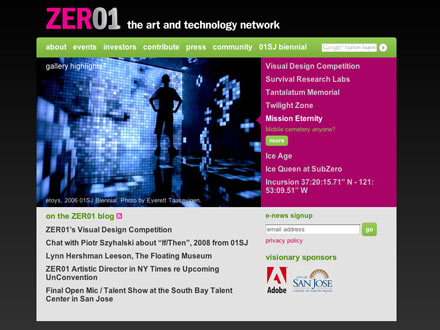 ZER01 the art and technology network
about events investors contribute press community 01SJ biennial
Google™ Custom Search
gallery highlights
etoys, 2006 01SJ Biennial. Photo by Everett Taasevigen.
Visual Design Competition
Survival Research Labs
Tantalatum Memorial
Twilight Zone
Mission Eternity
Mobile cemetery anyone?
more
Ice Age
Ice Queen at SubZero
Incursion 37:20:15.71" N - 121:
53:09.51" W
on the ZER01 blog
ZER01's Visual Design Competition
Chat with Piotr Szyhalski about "If/Then", 2008 from 01SJ
Lynn Hershman Leeson, The Floating Museum
ZER01 Artistic Director in NY Times re Upcoming
UnConvention
Final Open Mic / Talent Show at the South Bay Talent
Center in San Jose
e-news signup
email address
go
privacy policy
visionary sponsors
Adobe
CITY OF
SAN JOSE
CAPITAL OF SILICON VALLEY